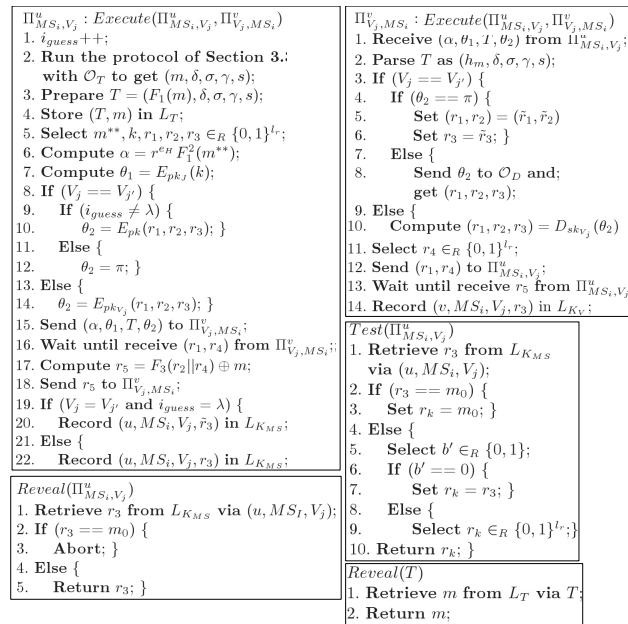 Π^u_{MS_i,V_j} : Execute(Π^u_{MS_i,V_j}, Π^v_{V_j,MS_i})
1. i_{guess}++;
2. Run the protocol of Section 3.
with O_T to get (m, δ, σ, γ, s);
3. Prepare T = (F_1(m), δ, σ, γ, s);
4. Store (T, m) in L_T;
5. Select m^{**}, k, r_1, r_2, r_3 ∈_R {0, 1}^{l_r};
6. Compute α = r^{e_H} F_1^2(m^{**});
7. Compute θ_1 = E_{pk_J}(k);
8. If (V_j == V_{j'}) {
9. If (i_{guess} ≠ λ) {
10. θ_2 = E_{pk}(r_1, r_2, r_3); }
11. Else {
12. θ_2 = π; }
13. Else {
14. θ_2 = E_{pk_{V_j}}(r_1, r_2, r_3); }
15. Send (α, θ_1, T, θ_2) to Π^v_{V_j,MS_i};
16. Wait until receive (r_1, r_4) from Π^v_{V_j,MS_i};;
17. Compute r_5 = F_3(r_2||r_4) ⊕ m;
18. Send r_5 to Π^v_{V_j,MS_i};
19. If (V_j = V_{j'} and i_{guess} = λ) {
20. Record (u, MS_i, V_j, r̃_3) in L_{K_{MS}};
21. Else {
22. Record (u, MS_i, V_j, r_3) in L_{K_{MS}};
Reveal(Π^u_{MS_i,V_j})
1. Retrieve r_3 from L_{K_{MS}} via (u, MS_I, V_j);
2. If (r_3 == m_0) {
3. Abort; }
4. Else {
5. Return r_3; }
Π^v_{V_j,MS_i} : Execute(Π^u_{MS_i,V_j}, Π^v_{V_j,MS_i})
1. Receive (α, θ_1, T, θ_2) from Π^u_{MS_i,V_j};
2. Parse T as (h_m, δ, σ, γ, s);
3. If (V_j == V_{j'}) {
4. If (θ_2 == π) {
5. Set (r_1, r_2) = (r̃_1, r̃_2)
6. Set r_3 = r̃_3; }
7. Else {
8. Send θ_2 to O_D and;
get (r_1, r_2, r_3);
9. Else {
10. Compute (r_1, r_2, r_3) = D_{sk_{V_j}}(θ_2)
11. Select r_4 ∈_R {0, 1}^{l_r};
12. Send (r_1, r_4) to Π^u_{MS_i,V_j};
13. Wait until receive r_5 from Π^u_{MS_i,V_j}
14. Record (v, MS_i, V_j, r_3) in L_{K_V};
Test(Π^u_{MS_i,V_j})
1. Retrieve r_3 from L_{K_{MS}}
via (u, MS_i, V_j);
2. If (r_3 == m_0) {
3. Set r_k = m_0; }
4. Else {
5. Select b' ∈_R {0, 1};
6. If (b' == 0) {
7. Set r_k = r_3; }
8. Else {
9. Select r_k ∈_R {0, 1}^{l_r};}
10. Return r_k; }
Reveal(T)
1. Retrieve m from L_T via T;
2. Return m;